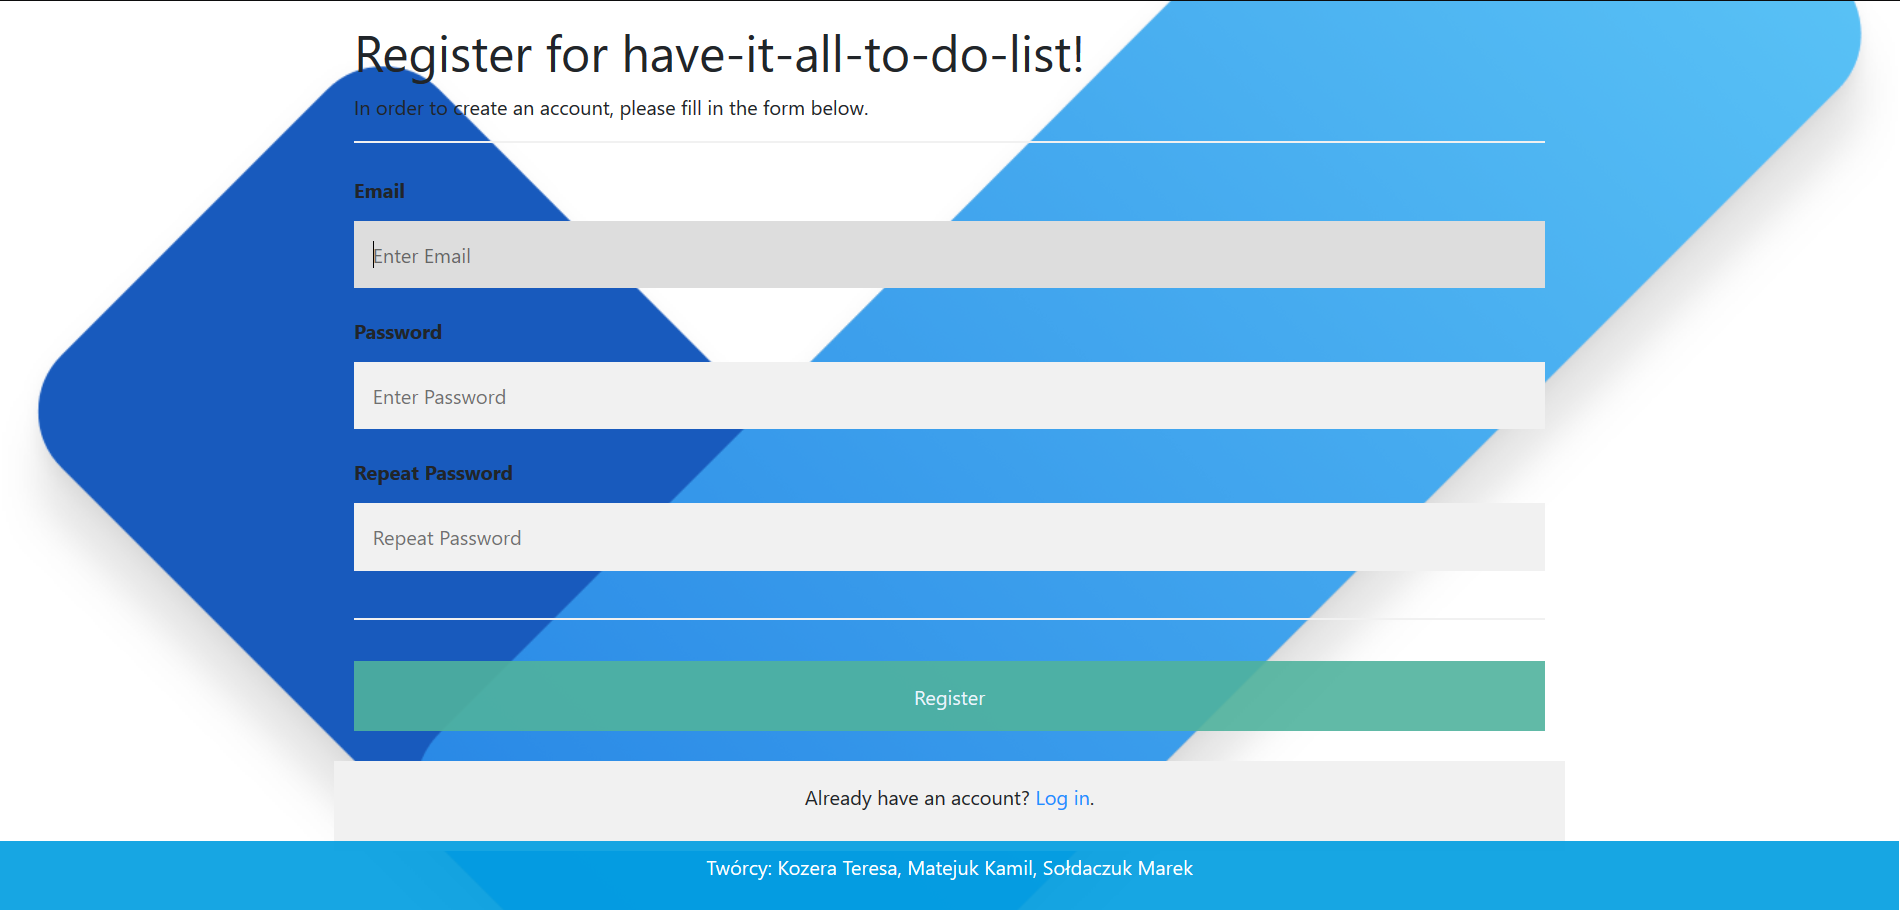 Register for have-it-all-to-do-list!
In order to create an account, please fill in the form below.
Email
Enter Email
Password
Enter Password
Repeat Password
Repeat Password
Register
Already have an account? Log in.
Twórcy: Kozera Teresa, Matejuk Kamil, Sołdaczuk Marek